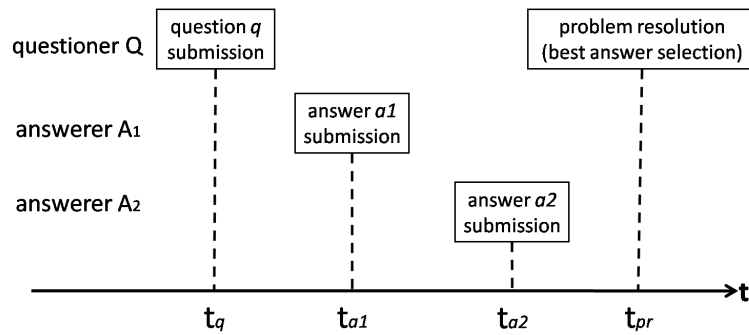 questioner Q
question q
submission
problem resolution
(best answer selection)
answerer A1
answer a1
submission
answerer A2
answer a2
submission
t
tq
ta1
ta2
tpr